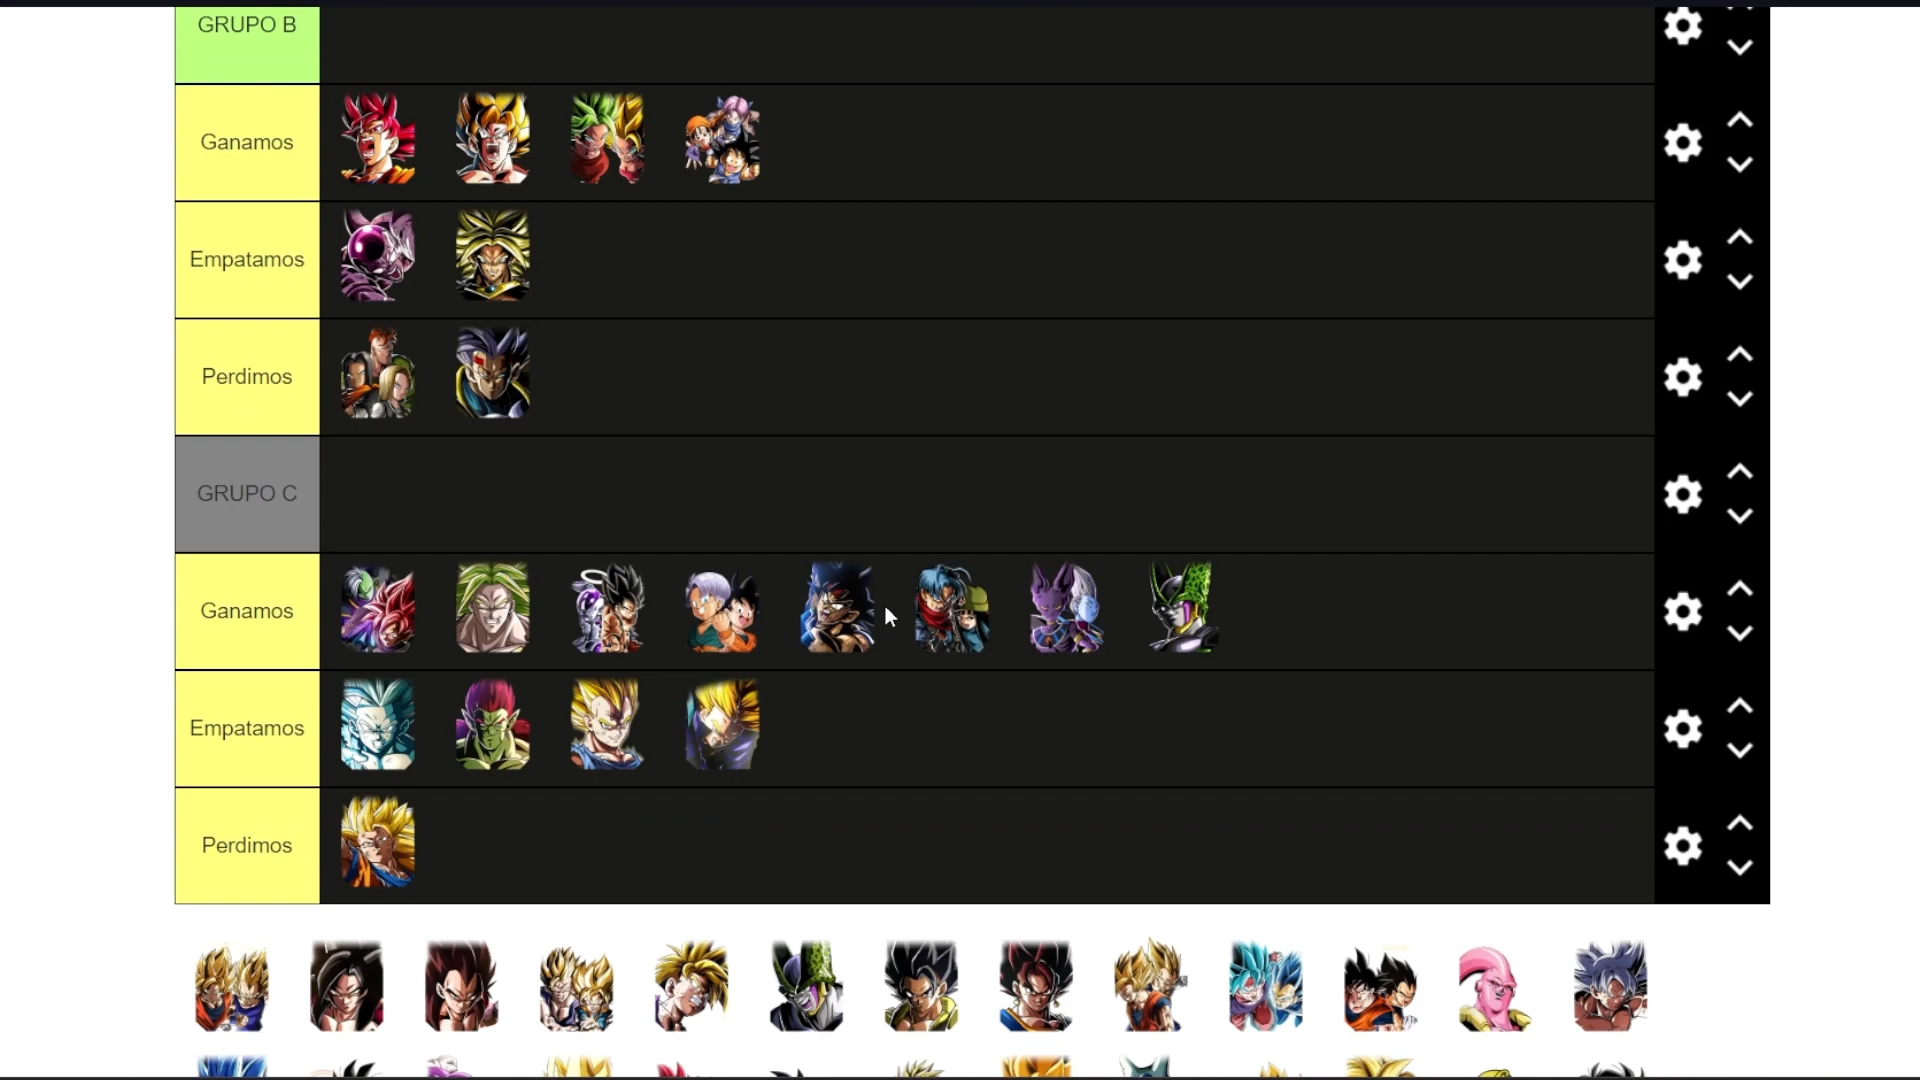 GRUPO B
Ganamos
Empatamos
Perdimos
GRUPO C
Ganamos
Empatamos
Perdimos